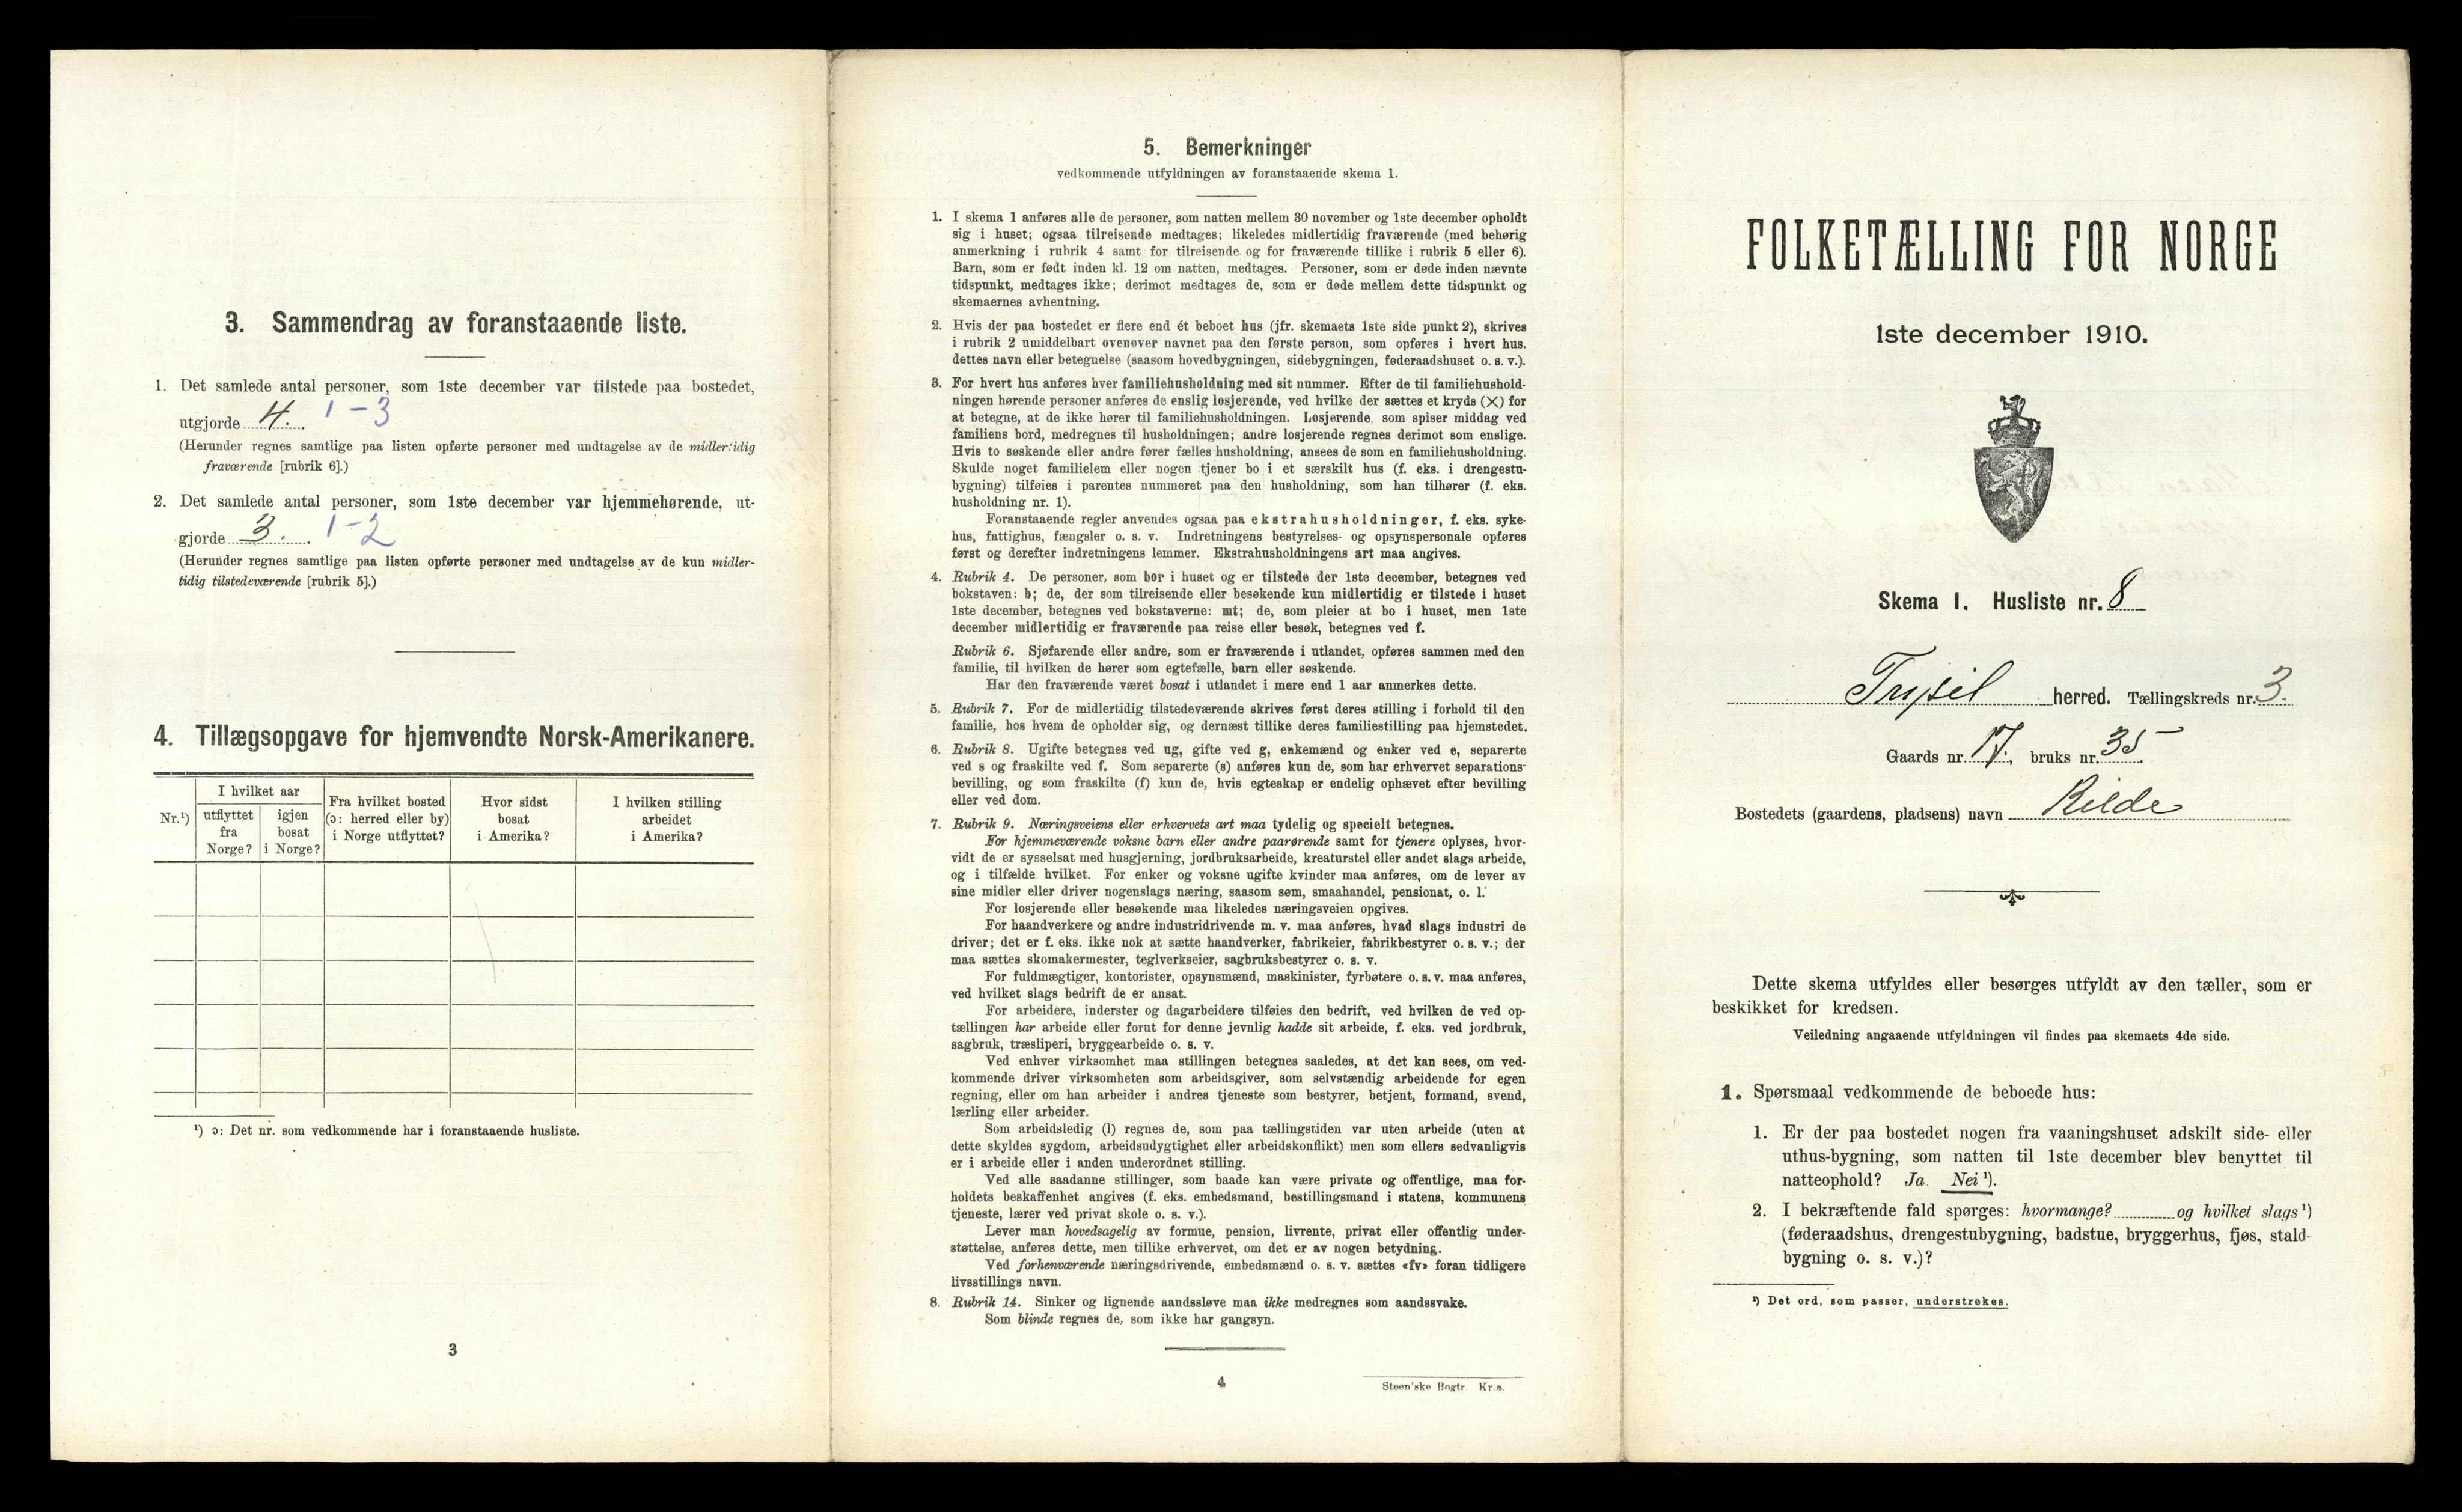 3. Sammendrag av foranstaaende liste.
1. Det samlede antal personer, som 1ste december var tilstede paa bostedet,
utgjorde 4. 1-3
(Herunder regnes samtlige paa listen opførte personer med undtagelse av de midlertidig
fraværende [rubrik 6].)
2. Det samlede antal personer, som 1ste december var hjemmehørende, ut-
gjorde 3. 1-2
(Herunder regnes samtlige paa listen opførte personer med undtagelse av de kun midler-
tidig tilstedeværende [rubrik 5].)
4. Tillægsopgave for hjemvendte Norsk-Amerikanere.
Nr.¹)
I hvilket aar
utflyttet
fra
Norge?
igjen
bosat
i Norge?
Fra hvilket bosted
(ɔ: herred eller by)
i Norge utflyttet?
Hvor sidst
bosat
i Amerika?
I hvilken stilling
arbeidet
i Amerika?
¹) ɔ: Det nr. som vedkommende har i foranstaaende husliste.
3
5. Bemerkninger
vedkommende utfyldningen av foranstaaende skema 1.
1. I skema 1 anføres alle de personer, som natten mellem 30 november og 1ste december opholdt
sig i huset; ogsaa tilreisende medtages; likeledes midlertidig fraværende (med behørig
anmerkning i rubrik 4 samt for tilreisende og for fraværende tillike i rubrik 5 eller 6).
Barn, som er født inden kl. 12 om natten, medtages. Personer, som er døde inden nævnte
tidspunkt, medtages ikke; derimot medtages de, som er døde mellem dette tidspunkt og
skemaernes avhentning.
2. Hvis der paa bostedet er flere end ét beboet hus (jfr. skemaets 1ste side punkt 2), skrives
i rubrik 2 umiddelbart ovenover navnet paa den første person, som opføres i hvert hus.
dettes navn eller betegnelse (saasom hovedbygningen, sidebygningen, føderaadshuset o. s. v.).
3. For hvert hus anføres hver familiehusholdning med sit nummer. Efter de til familiehushold-
ningen hørende personer anføres de enslig losjerende, ved hvilke der sættes et kryds (×) for
at betegne, at de ikke hører til familiehusholdningen. Losjerende, som spiser middag ved
familiens bord, medregnes til husholdningen; andre losjerende regnes derimot som enslige.
Hvis to søskende eller andre fører fælles husholdning, ansees de som en familiehusholdning.
Skulde noget familielem eller nogen tjener bo i et særskilt hus (f. eks. i drengestu-
bygning) tilføies i parentes nummeret paa den husholdning, som han tilhører (f. eks.
husholdning nr. 1).
Foranstaaende regler anvendes ogsaa paa ekstrahusholdninger, f. eks. syke-
hus, fattighus, fængsler o. s. v. Indretningens bestyrelses- og opsynspersonale opføres
først og derefter indretningens lemmer. Ekstrahusholdningens art maa angives.
4. Rubrik 4. De personer, som bor i huset og er tilstede der 1ste december, betegnes ved
bokstaven: b; de, der som tilreisende eller besøkende kun midlertidig er tilstede i huset
1ste december, betegnes ved bokstaverne: mt; de, som pleier at bo i huset, men 1ste
december midlertidig er fraværende paa reise eller besøk, betegnes ved f.
Rubrik 6. Sjøfarende eller andre, som er fraværende i utlandet, opføres sammen med den
familie, til hvilken de hører som egtefælle, barn eller søskende.
Har den fraværende været bosat i utlandet i mere end 1 aar anmerkes dette.
5. Rubrik 7. For de midlertidig tilstedeværende skrives først deres stilling i forhold til den
familie, hos hvem de opholder sig, og dernæst tillike deres familiestilling paa hjemstedet.
6. Rubrik 8. Ugifte betegnes ved ug, gifte ved g, enkemænd og enker ved e, separerte
ved s og fraskilte ved f. Som separerte (s) anføres kun de, som har erhvervet separations-
bevilling, og som fraskilte (f) kun de, hvis egteskap er endelig ophævet efter bevilling
eller ved dom.
7. Rubrik 9. Næringsveiens eller erhvervets art maa tydelig og specielt betegnes.
For hjemmeværende voksne barn eller andre paarørende samt for tjenere oplyses, hvor-
vidt de er sysselsat med husgjerning, jordbruksarbeide, kreaturstel eller andet slags arbeide,
og i tilfælde hvilket. For enker og voksne ugifte kvinder maa anføres, om de lever av
sine midler eller driver nogenslags næring, saasom søm, smaahandel, pensionat, o. l.
For losjerende eller besøkende maa likeledes næringsveien opgives.
For haandverkere og andre industridrivende m. v. maa anføres, hvad slags industri de
driver; det er f. eks. ikke nok at sætte haandverker, fabrikeier, fabrikbestyrer o. s. v.; der
maa sættes skomakermester, teglverkseier, sagbruksbestyrer o. s. v.
For fuldmægtiger, kontorister, opsynsmænd, maskinister, fyrbøtere o. s. v. maa anføres,
ved hvilket slags bedrift de er ansat.
For arbeidere, inderster og dagarbeidere tilføies den bedrift, ved hvilken de ved op-
tællingen har arbeide eller forut for denne jevnlig hadde sit arbeide, f. eks. ved jordbruk,
sagbruk, træsliperi, bryggearbeide o. s. v.
Ved enhver virksomhet maa stillingen betegnes saaledes, at det kan sees, om ved-
kommende driver virksomheten som arbeidsgiver, som selvstændig arbeidende for egen
regning, eller om han arbeider i andres tjeneste som bestyrer, betjent, formand, svend,
lærling eller arbeider.
Som arbeidsledig (l) regnes de, som paa tællingstiden var uten arbeide (uten at
dette skyldes sygdom, arbeidsudygtighet eller arbeidskonflikt) men som ellers sedvanligvis
er i arbeide eller i anden underordnet stilling.
Ved alle saadanne stillinger, som baade kan være private og offentlige, maa for-
holdets beskaffenhet angives (f. eks. embedsmand, bestillingsmand i statens, kommunens
tjeneste, lærer ved privat skole o. s. v.).
Lever man hovedsagelig av formue, pension, livrente, privat eller offentlig under-
støttelse, anføres dette, men tillike erhvervet, om det er av nogen betydning.
Ved forhenværende næringsdrivende, embedsmænd o. s. v. sættes «fv» foran tidligere
livsstillings navn.
8. Rubrik 14. Sinker og lignende aandssløve maa ikke medregnes som aandssvake.
Som blinde regnes de, som ikke har gangsyn.
4
Steen'ske Bogtr. Kr.a.
FOLKETÆLLING FOR NORGE
1ste december 1910.
Skema 1. Husliste nr. 8
Trysil herred. Tællingskreds nr. 3.
Gaards nr. 17, bruks nr. 35
Bostedets (gaardens, pladsens) navn Kilde
Dette skema utfyldes eller besørges utfyldt av den tæller, som er
beskikket for kredsen.
Veiledning angaaende utfyldningen vil findes paa skemaets 4de side.
1. Spørsmaal vedkommende de beboede hus:
1. Er der paa bostedet nogen fra vaaningshuset adskilt side- eller
uthus-bygning, som natten til 1ste december blev benyttet til
natteophold? Ja. Nei ¹).
2. I bekræftende fald spørges: hvormange? og hvilket slags ¹)
(føderaadshus, drengestubygning, badstue, bryggerhus, fjøs, stald-
bygning o. s. v.)?
¹) Det ord, som passer, understrekes.